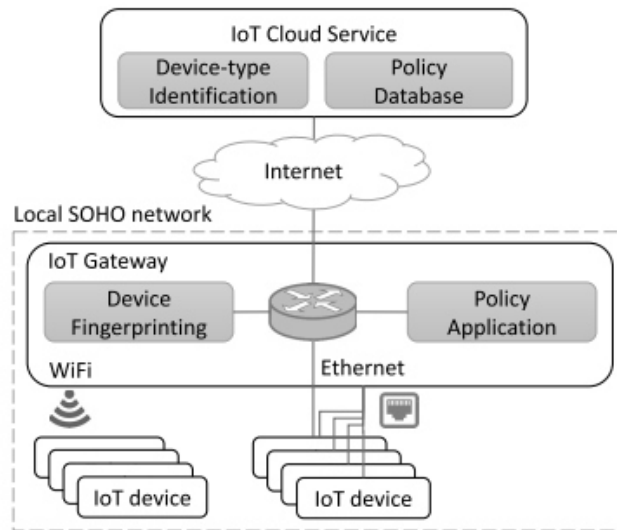 IoT Cloud Service
Device-type
Identification
Policy
Database
Internet
Local SOHO network
IoT Gateway
Device
Fingerprinting
Policy
Application
WiFi
Ethernet
IoT device
IoT device